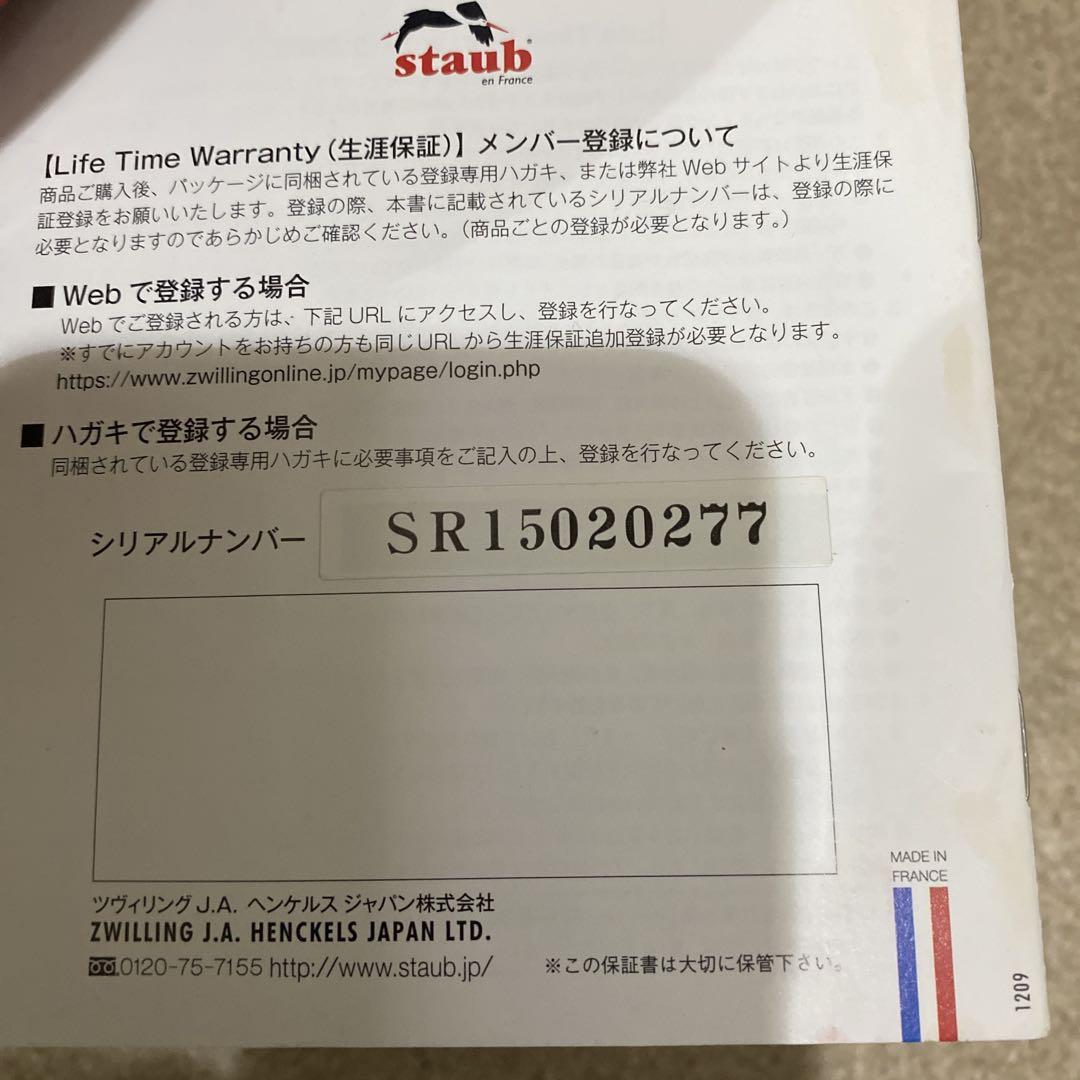 staub
en France
【Life Time Warranty（生涯保証）】メンバー登録について
商品ご購入後、パッケージに同梱されている登録専用ハガキ、または弊社 Web サイトより生涯保
証登録をお願いいたします。登録の際、本書に記載されているシリアルナンバーは、登録の際に
必要となりますのであらかじめご確認ください。（商品ごとの登録が必要となります。）
■ Web で登録する場合
Web でご登録される方は、下記 URL にアクセスし、登録を行なってください。
※すでにアカウントをお持ちの方も同じ URL から生涯保証追加登録が必要となります。
https://www.zwillingonline.jp/mypage/login.php
■ ハガキで登録する場合
同梱されている登録専用ハガキに必要事項をご記入の上、登録を行なってください。
シリアルナンバー SR15020277
MADE IN
FRANCE
ツヴィリング J.A. ヘンケルス ジャパン株式会社
ZWILLING J.A. HENCKELS JAPAN LTD.
0120-75-7155 http://www.staub.jp/ ※この保証書は大切に保管下さい。
1209